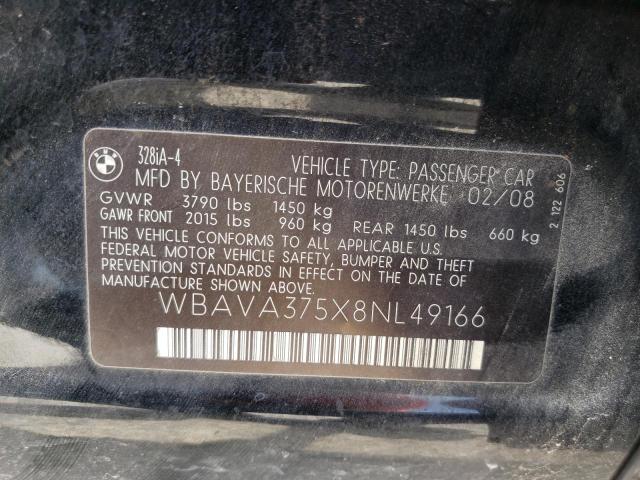 BMW
328iA-4
VEHICLE TYPE: PASSENGER CAR
MFD BY BAYERISCHE MOTORENWERKE 02/08
GVWR 3790 lbs 1450 kg
GAWR FRONT 2015 lbs 960 kg REAR 1450 lbs 660 kg
THIS VEHICLE CONFORMS TO ALL APPLICABLE U.S.
FEDERAL MOTOR VEHICLE SAFETY, BUMPER AND THEFT
PREVENTION STANDARDS IN EFFECT ON THE DATE OF
MANUFACTURE SHOWN ABOVE.
WBAVA375X8NL49166
2 122 606